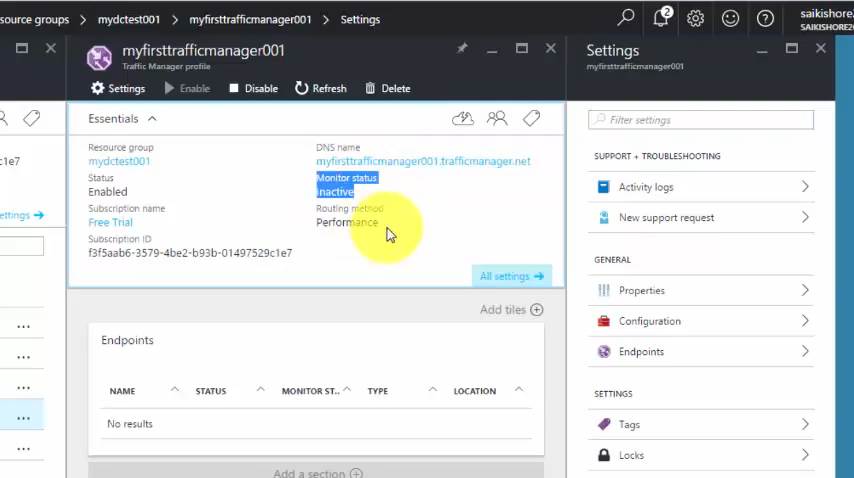 source groups > mydctest001 > myfirsttrafficmanager001 > Settings
2
saikishore
SAIKISHORE2
myfirsttrafficmanager001
Traffic Manager profile
Settings Enable Disable Refresh Delete
Essentials
Resource group
mydctest001
Status
Enabled
Subscription name
Free Trial
Subscription ID
f3f5aab6-3579-4be2-b93b-01497529c1e7
DNS name
myfirsttrafficmanager001.trafficmanager.net
Monitor status
Inactive
Routing method
Performance
All settings →
c1e7
ettings →
Add tiles
Endpoints
NAME STATUS MONITOR ST.. TYPE LOCATION
No results
Add a section
Settings
myfirsttrafficmanager001
Filter settings
SUPPORT + TROUBLESHOOTING
Activity logs
New support request
GENERAL
Properties
Configuration
Endpoints
SETTINGS
Tags
Locks